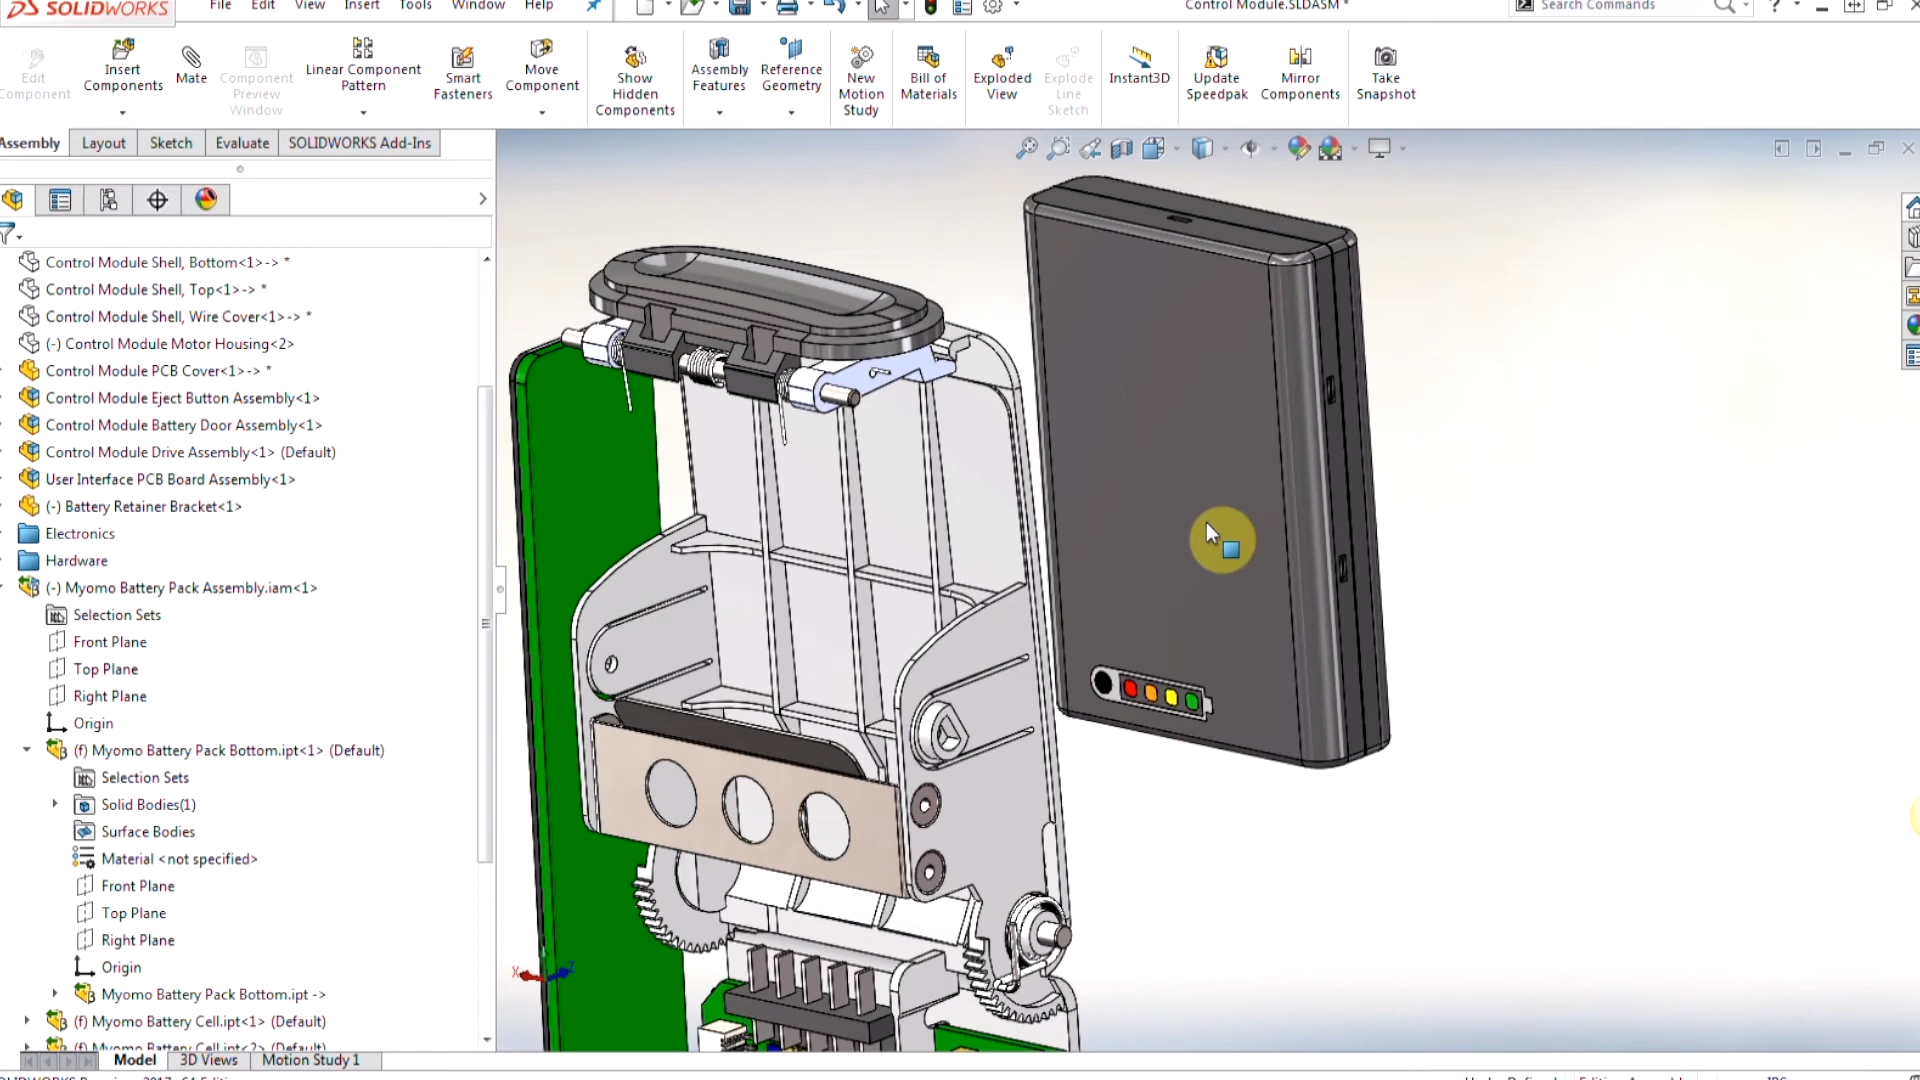 SOLIDWORKS
File Edit View Insert Tools Window Help
Control Module.SLDASM *
Search Commands
?
Edit Component
Insert Components
Mate
Component Preview Window
Linear Component Pattern
Smart Fasteners
Move Component
Show Hidden Components
Assembly Features
Reference Geometry
New Motion Study
Bill of Materials
Exploded View
Explode Line Sketch
Instant3D
Update Speedpak
Mirror Components
Take Snapshot
Assembly Layout Sketch Evaluate SOLIDWORKS Add-Ins
Control Module Shell, Bottom<1>-> *
Control Module Shell, Top<1>-> *
Control Module Shell, Wire Cover<1>-> *
(-) Control Module Motor Housing<2>
Control Module PCB Cover<1>-> *
Control Module Eject Button Assembly<1>
Control Module Battery Door Assembly<1>
Control Module Drive Assembly<1> (Default)
User Interface PCB Board Assembly<1>
(-) Battery Retainer Bracket<1>
Electronics
Hardware
(-) Myomo Battery Pack Assembly.iam<1>
Selection Sets
Front Plane
Top Plane
Right Plane
Origin
(f) Myomo Battery Pack Bottom.ipt<1> (Default)
Selection Sets
Solid Bodies(1)
Surface Bodies
Material <not specified>
Front Plane
Top Plane
Right Plane
Origin
Myomo Battery Pack Bottom.ipt ->
(f) Myomo Battery Cell.ipt<1> (Default)
(f) Myomo Battery Cell.ipt<2> (Default)
X
Z
Model 3D Views Motion Study 1